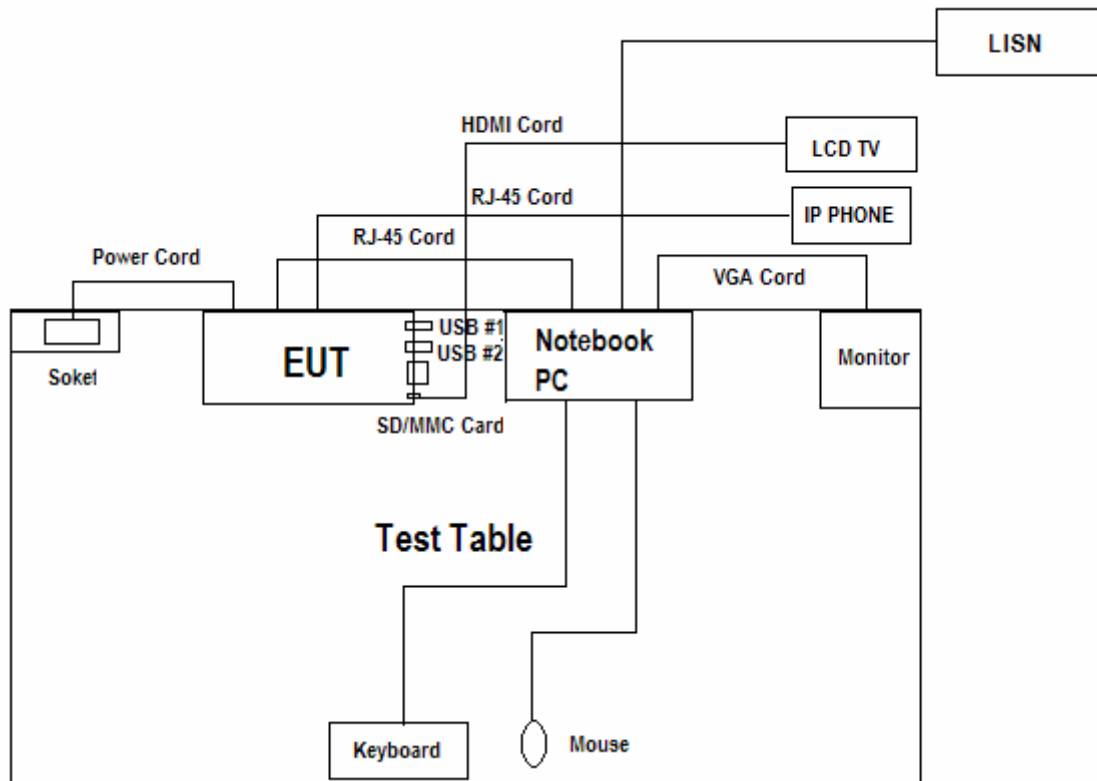 LISN
HDMI Cord
LCD TV
RJ-45 Cord
IP PHONE
RJ-45 Cord
Power Cord
VGA Cord
USB #1
USB #2
EUT
Notebook
PC
Monitor
Soket
SD/MMC Card
Test Table
Keyboard
Mouse